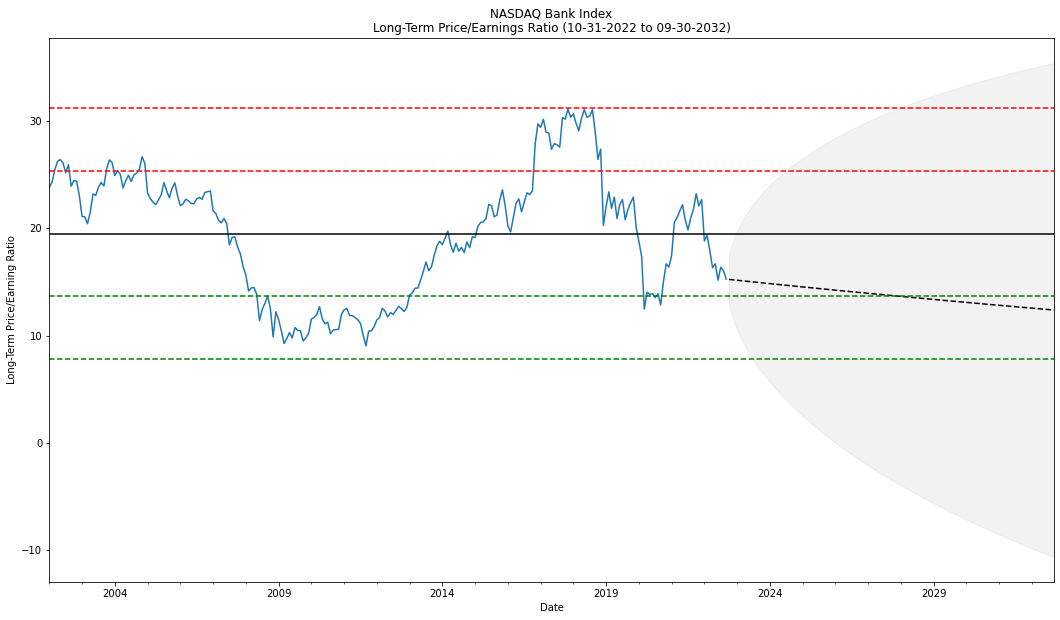 NASDAQ Bank Index
Long-Term Price/Earnings Ratio (10-31-2022 to 09-30-2032)
Long-Term Price/Earning Ratio
30
20
10
0
−10
2004
2009
2014
2019
2024
2029
Date